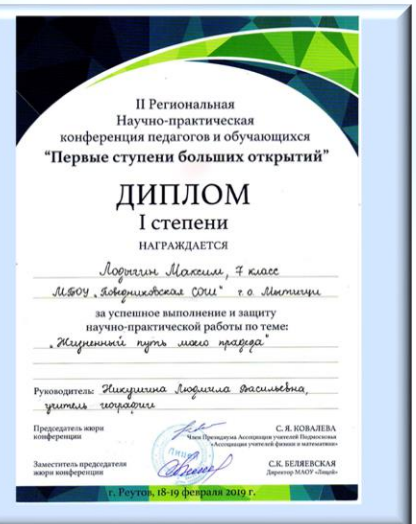 II Региональная
Научно-практическая
конференция педагогов и обучающихся
"Первые ступени больших открытий"
ДИПЛОМ
I степени
НАГРАЖДАЕТСЯ
Лодыгин Максим, 7 класс
МБОУ „Поведниковская СОШ" г.о. Мытищи
за успешное выполнение и защиту
научно-практической работы по теме:
„Жизненный путь моего прадеда"
Руководитель: Никушина Людмила Васильевна,
учитель географии
Председатель жюри
конференции
С. Я. КОВАЛЕВА
Член Президиума Ассоциации учителей Подмосковья
«Ассоциация учителей физики и математики»
Заместитель председателя
жюри конференции
С.К. БЕЛЯЕВСКАЯ
Директор МАОУ «Лицей»
г. Реутов, 18-19 февраля 2019 г.